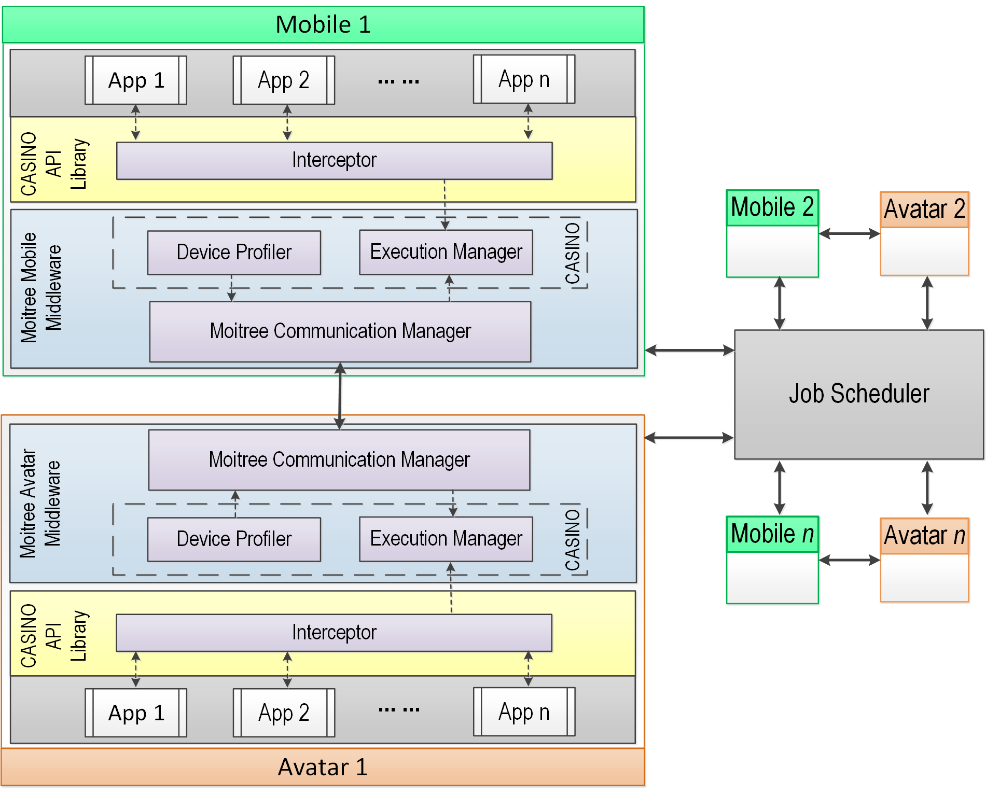 Mobile 1
App 1
App 2
... ...
App n
CASINO
API
Library
Interceptor
Moitree Mobile
Middleware
Device Profiler
Execution Manager
CASINO
Moitree Communication Manager
Moitree Avatar
Middleware
Moitree Communication Manager
Device Profiler
Execution Manager
CASINO
CASINO
API
Library
Interceptor
App 1
App 2
... ...
App n
Avatar 1
Mobile 2
Avatar 2
Job Scheduler
Mobile n
Avatar n